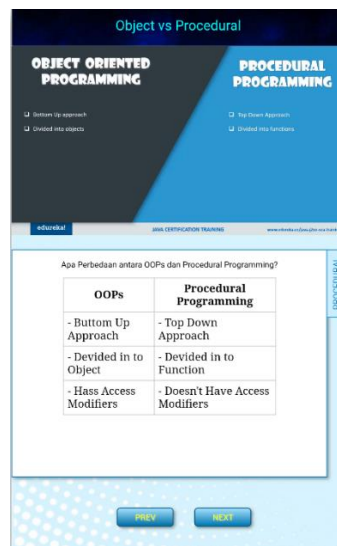 Object vs Procedural
OBJECT ORIENTED
PROGRAMMING
PROCEDURAL
PROGRAMMING
Bottom Up approach
Divided into objects
Top Down Approach
Divided into functions
edureka!
JAVA CERTIFICATION TRAINING
Apa Perbedaan antara OOPs dan Procedural Programming?
OOPs
Procedural
Programming
- Buttom Up
Approach
- Top Down
Approach
- Devided in to
Object
- Devided in to
Function
- Hass Access
Modifiers
- Doesn't Have Access
Modifiers
PROCEDURAL
PREV
NEXT